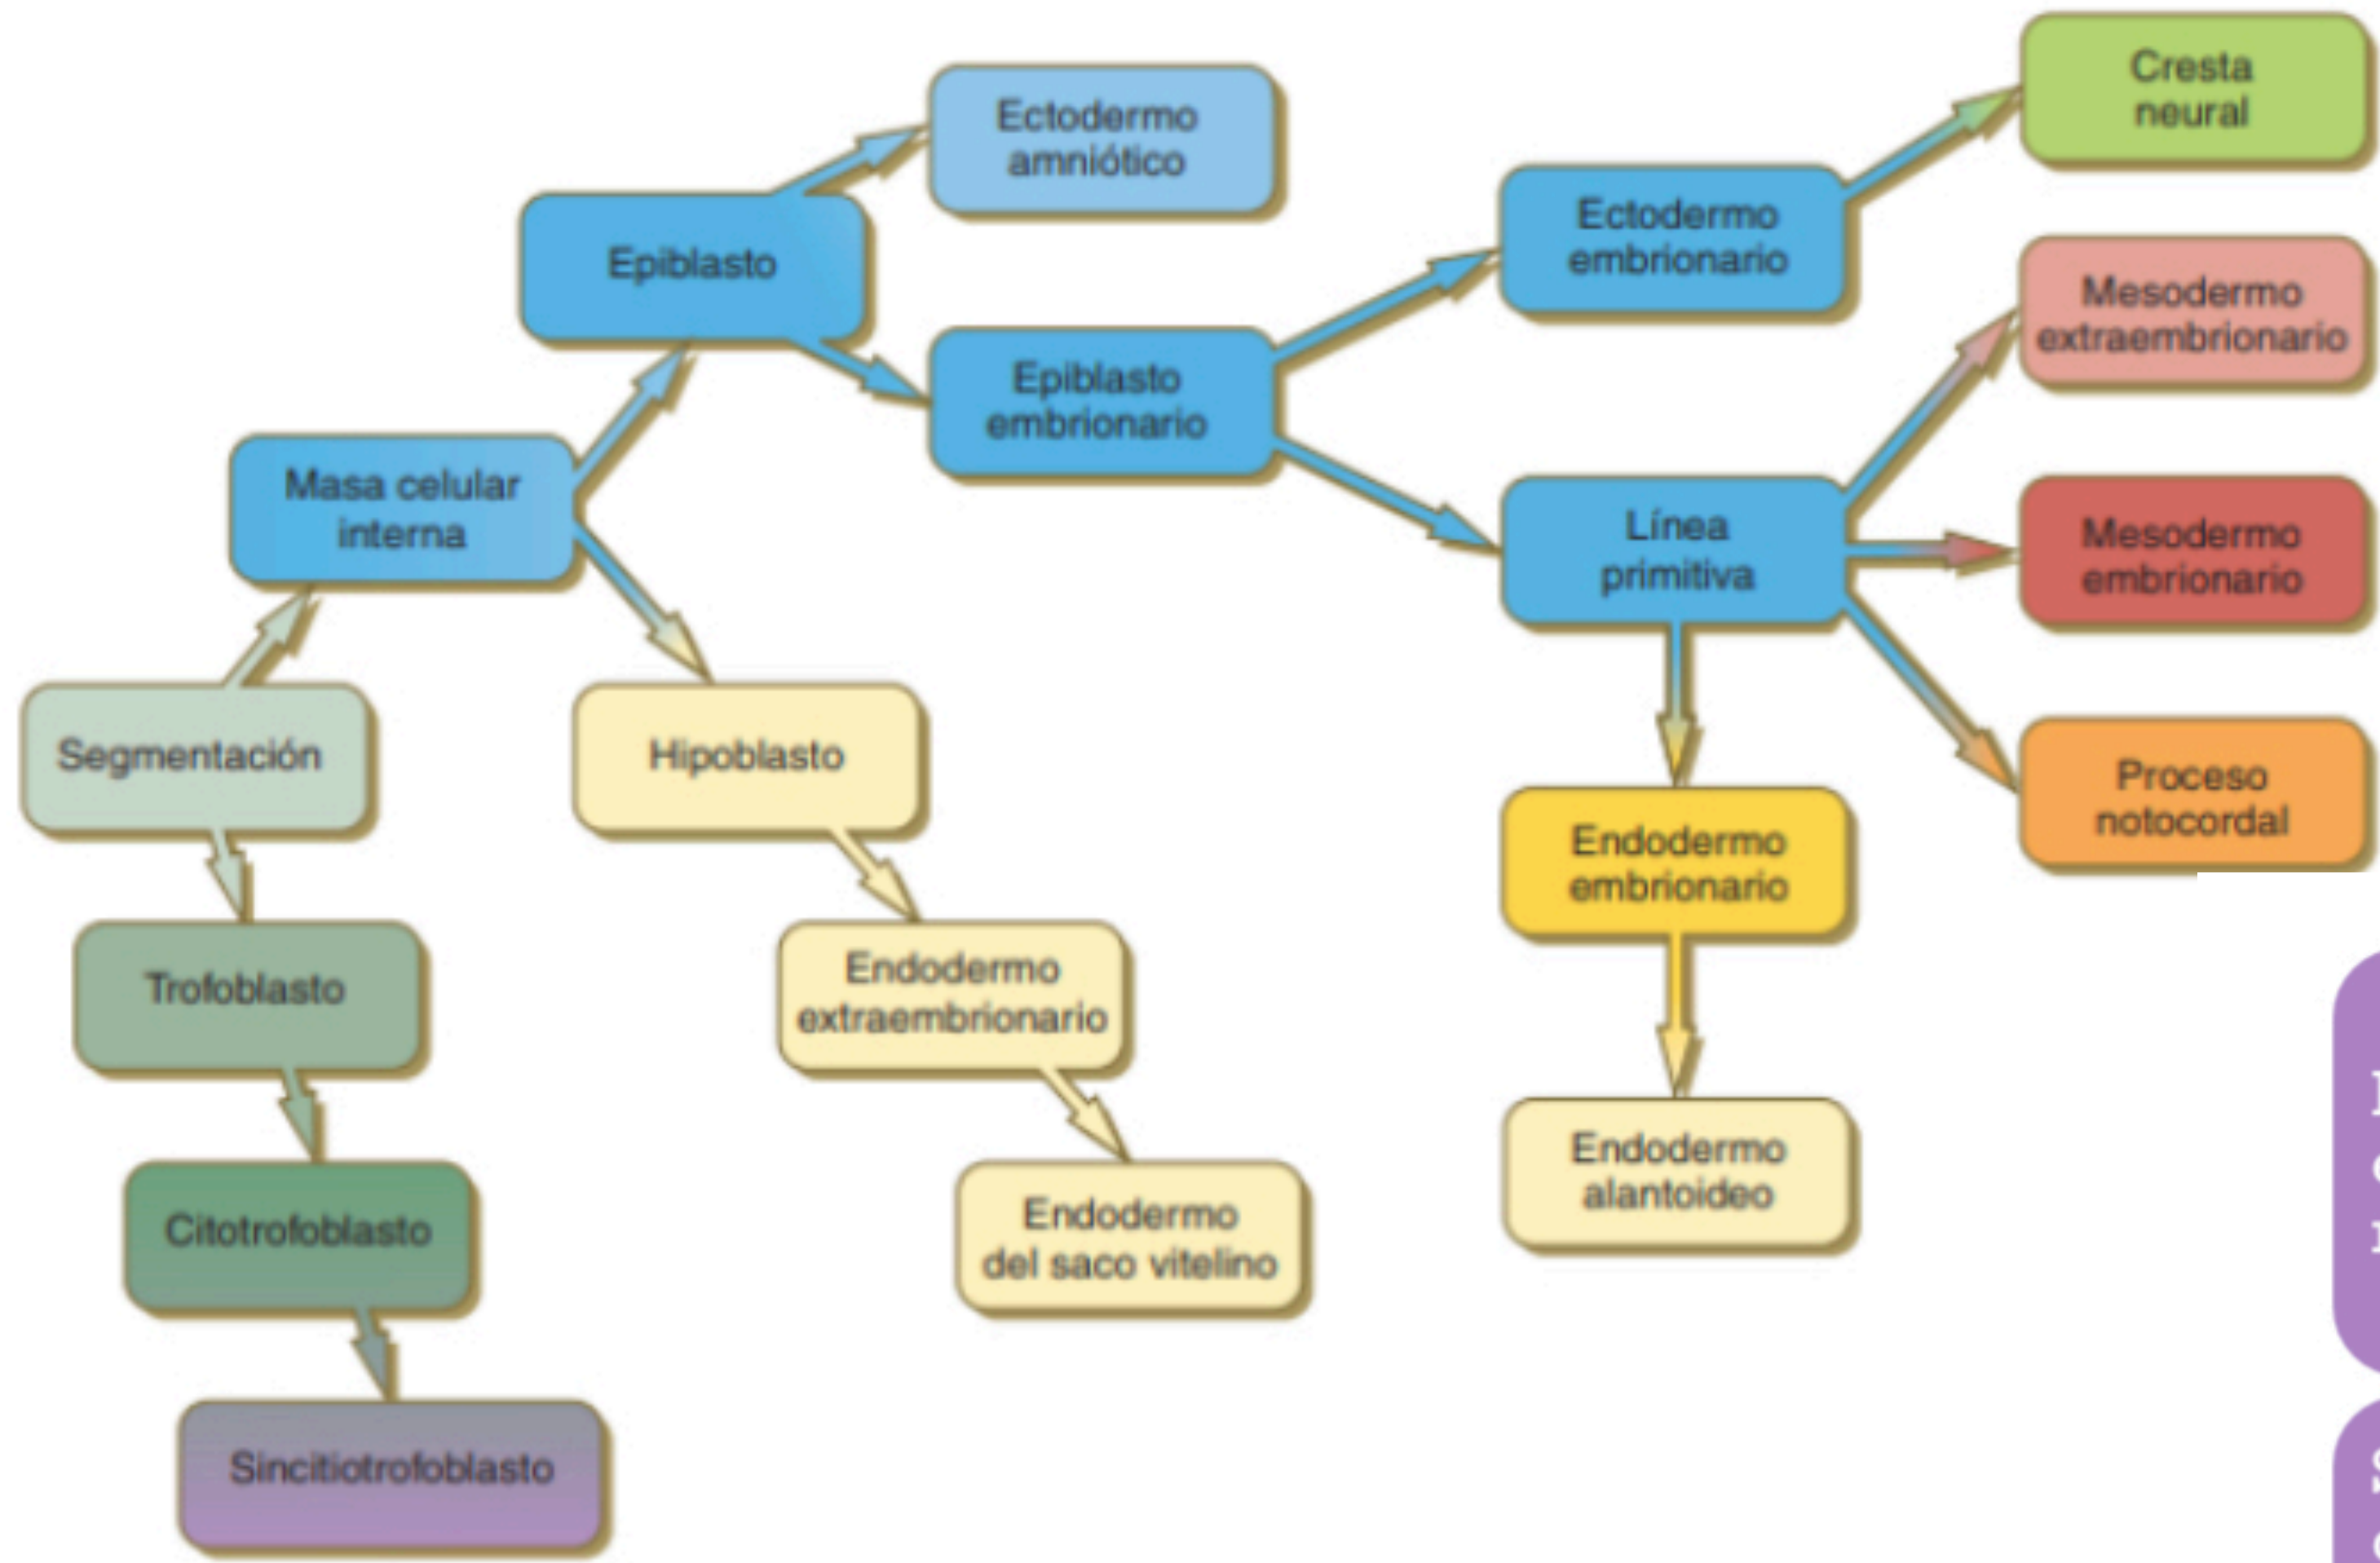 Cresta
neural
Ectodermo
amniótico
Ectodermo
embrionario
Epiblasto
Mesodermo
extraembrionario
Epiblasto
embrionario
Masa celular
interna
Línea
primitiva
Mesodermo
embrionario
Segmentación
Hipoblasto
Proceso
notocordal
Endodermo
embrionario
Trofoblasto
Endodermo
extraembrionario
Endodermo
alantoideo
Citotrofoblasto
Endodermo
del saco vitelino
Sincitiotrofoblasto